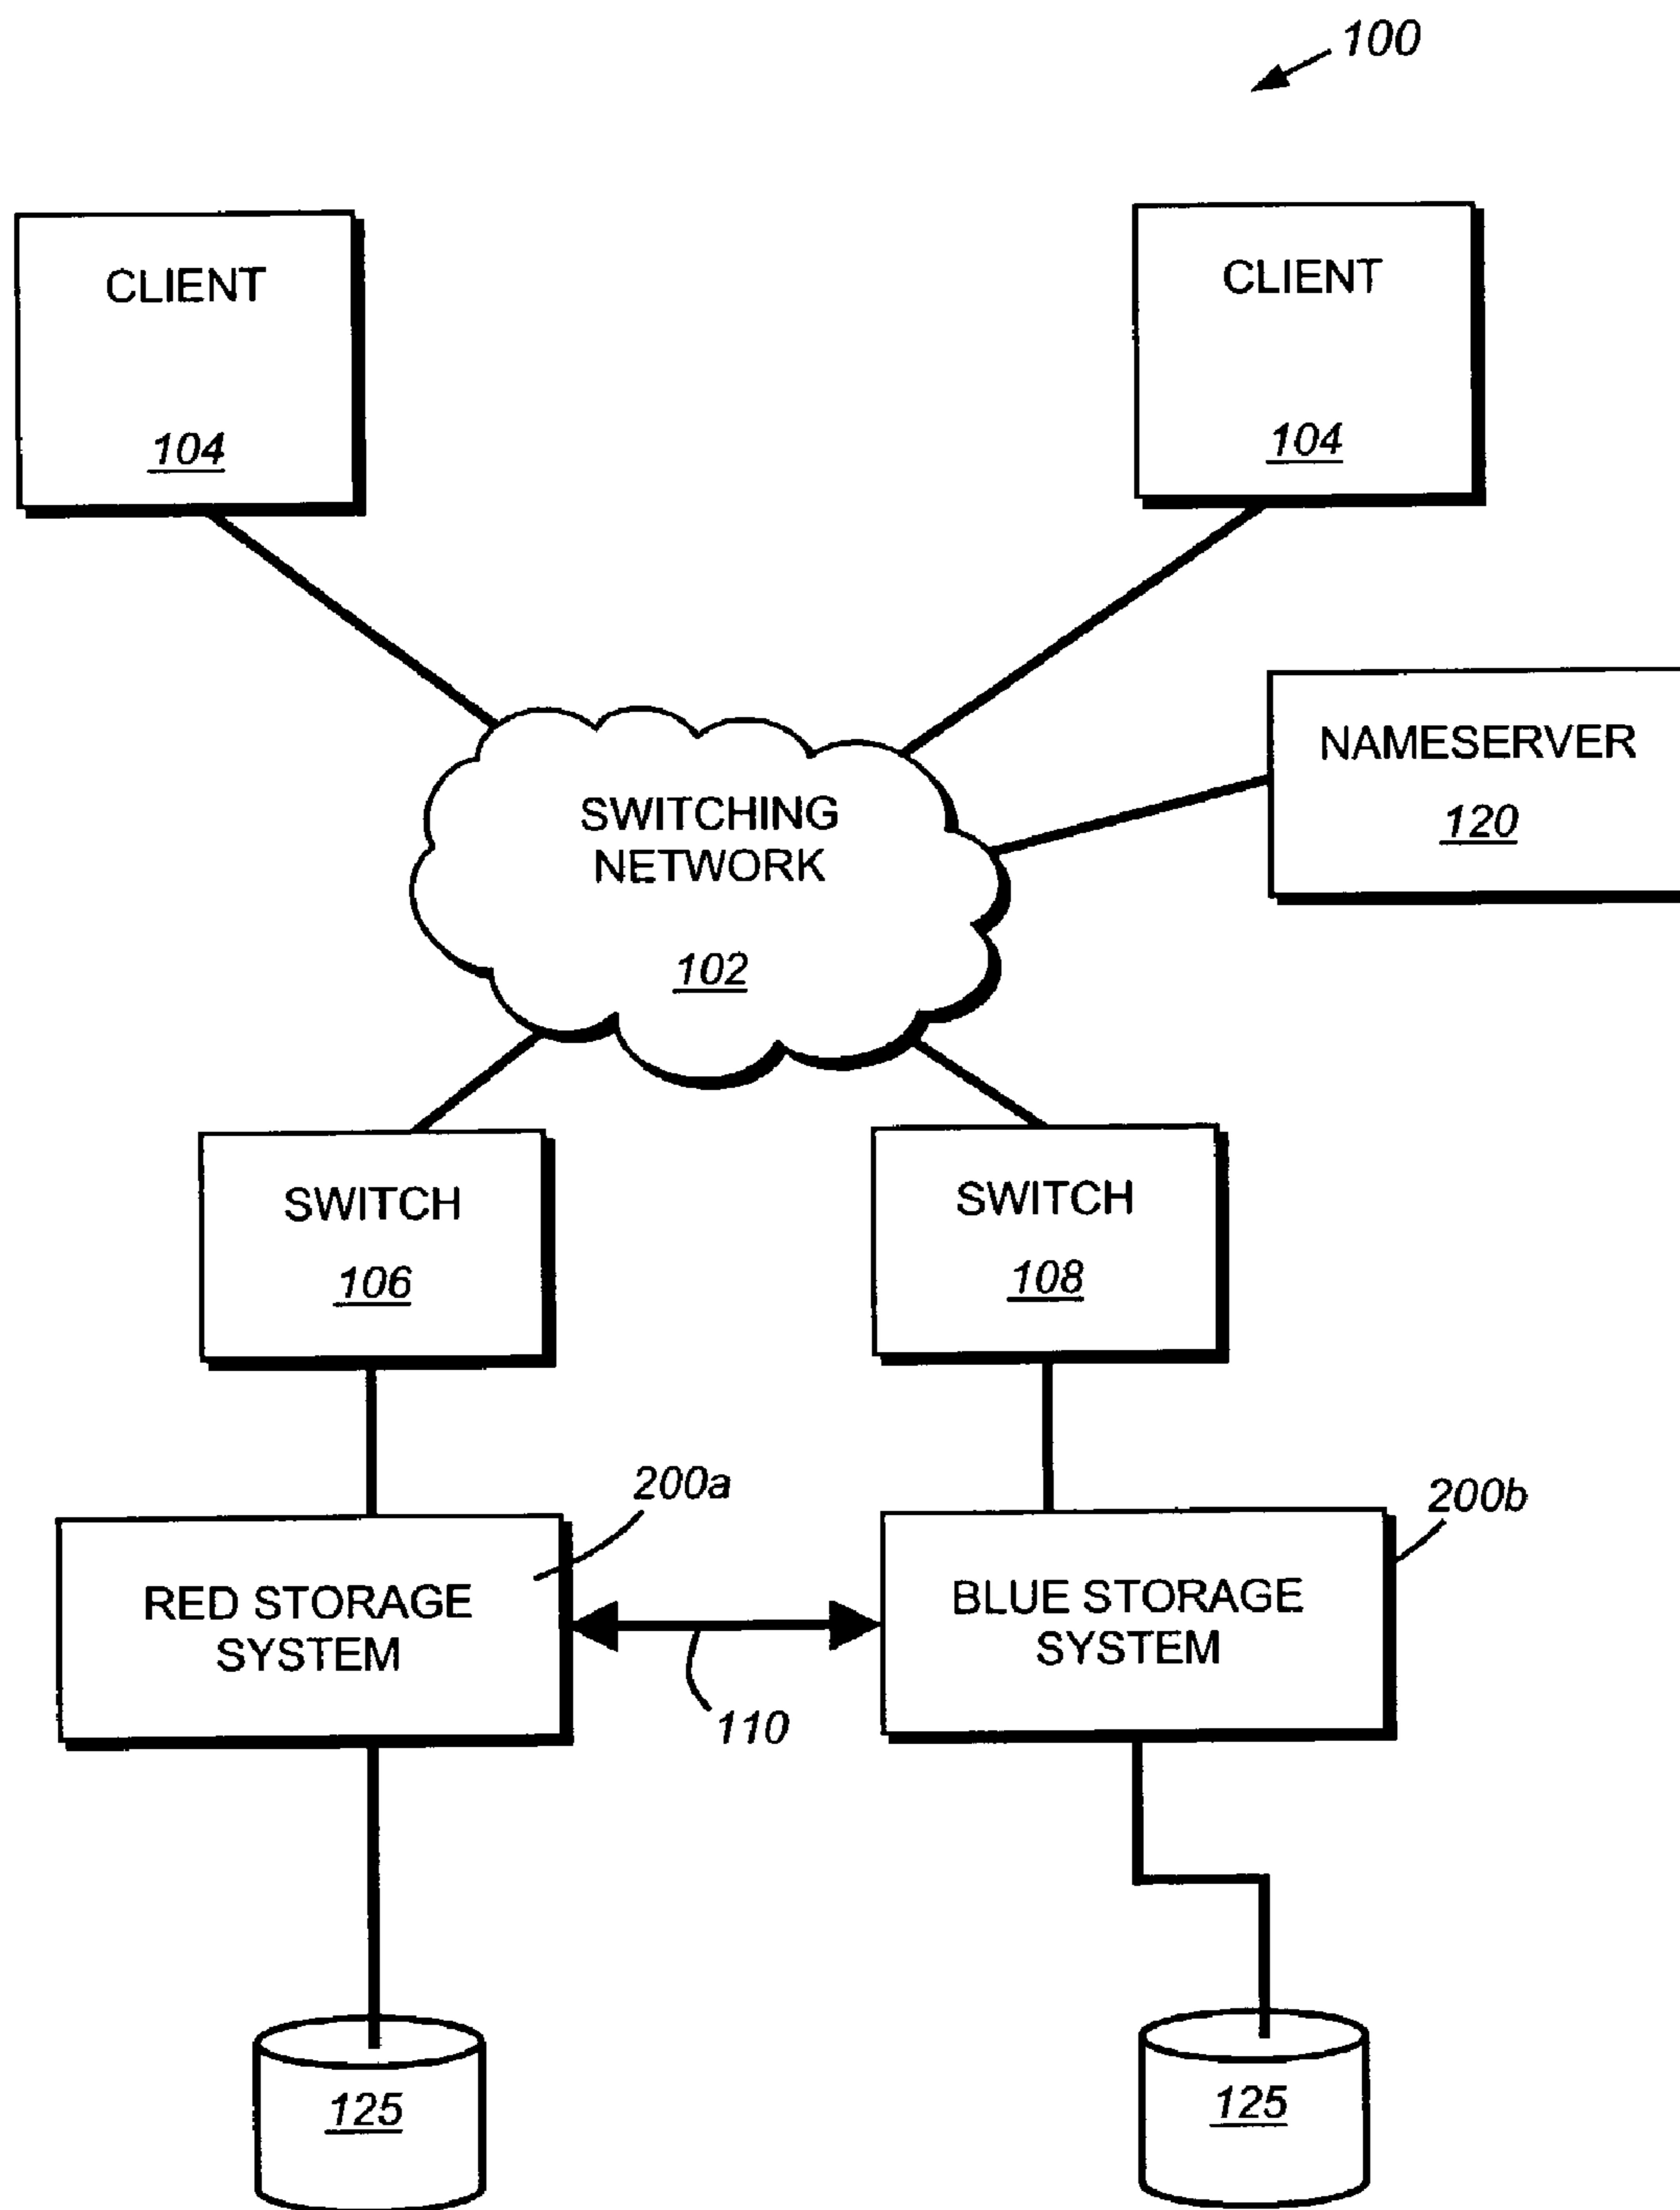 100
CLIENT
104
CLIENT
104
NAMESERVER
120
SWITCHING
NETWORK
102
SWITCH
106
SWITCH
108
200a
200b
RED STORAGE
SYSTEM
BLUE STORAGE
SYSTEM
110
125
125